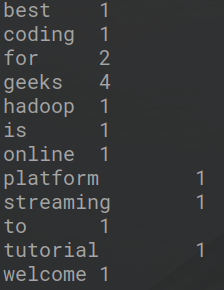 best    1
coding  1
for     2
geeks   4
hadoop  1
is      1
online  1
platform        1
streaming       1
to      1
tutorial        1
welcome 1